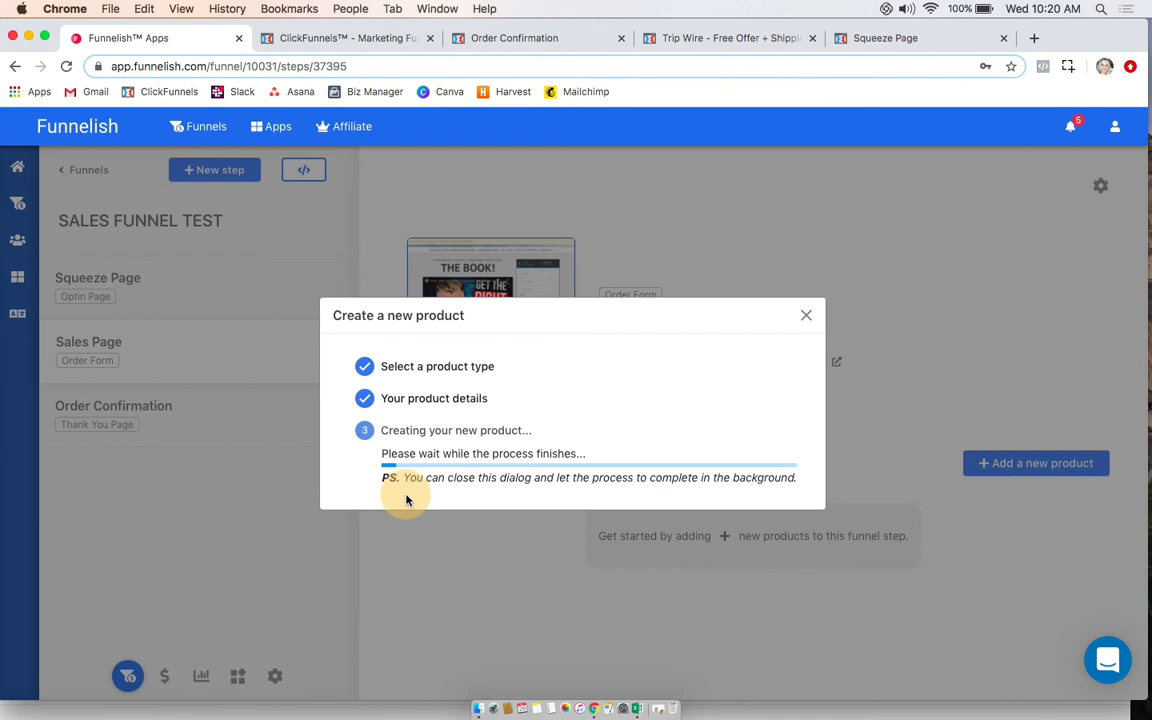 Chrome File Edit View History Bookmarks People Tab Window Help 100% Wed 10:20 AM
Funnelish™ Apps ClickFunnels™ - Marketing Fu Order Confirmation Trip Wire - Free Offer + Shippi Squeeze Page
app.funnelish.com/funnel/10031/steps/37395
Apps Gmail ClickFunnels Slack Asana Biz Manager Canva Harvest Mailchimp
Funnelish Funnels Apps Affiliate 5
Funnels + New step </>
SALES FUNNEL TEST
Squeeze Page
Optin Page
Sales Page
Order Form
Order Confirmation
Thank You Page
THE BOOK!
GET THE
RIGHT
Order Form
Create a new product
Select a product type
Your product details
3 Creating your new product...
Please wait while the process finishes...
PS. You can close this dialog and let the process to complete in the background.
+ Add a new product
Get started by adding + new products to this funnel step.